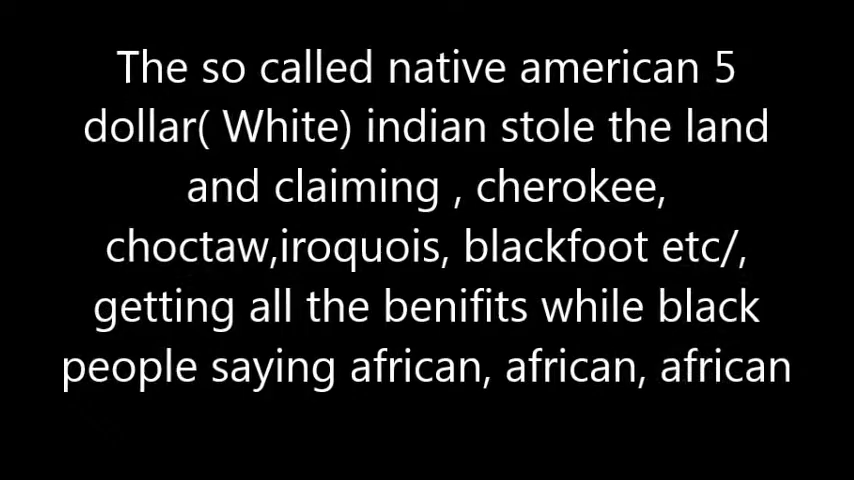 The so called native american 5
dollar( White) indian stole the land
and claiming , cherokee,
choctaw,iroquois, blackfoot etc/,
getting all the benifits while black
people saying african, african, african